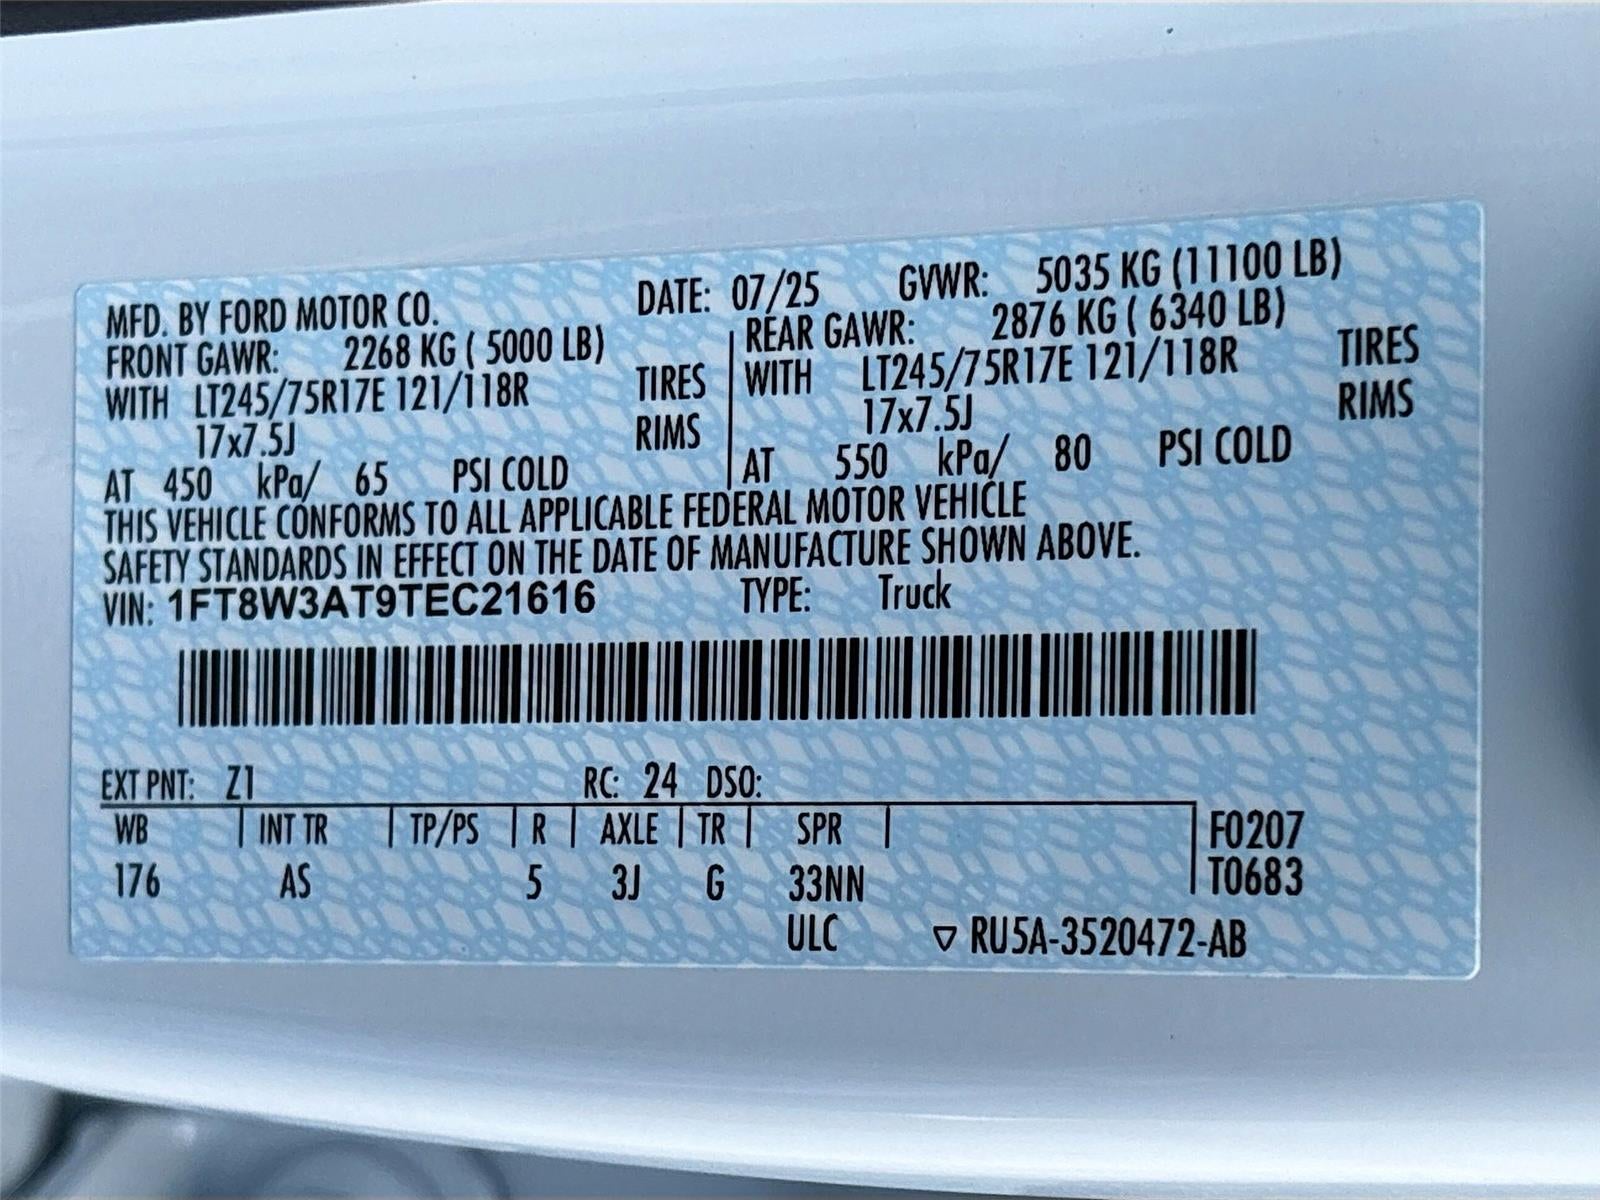 MFD. BY FORD MOTOR CO. DATE: 07/25 GVWR: 5035 KG (11100 LB)
FRONT GAWR: 2268 KG ( 5000 LB) REAR GAWR: 2876 KG ( 6340 LB)
WITH LT245/75R17E 121/118R TIRES WITH LT245/75R17E 121/118R TIRES
17x7.5J RIMS 17x7.5J RIMS
AT 450 kPa/ 65 PSI COLD AT 550 kPa/ 80 PSI COLD
THIS VEHICLE CONFORMS TO ALL APPLICABLE FEDERAL MOTOR VEHICLE
SAFETY STANDARDS IN EFFECT ON THE DATE OF MANUFACTURE SHOWN ABOVE.
VIN: 1FT8W3AT9TEC21616 TYPE: Truck
EXT PNT: Z1 RC: 24 DSO:
WB INT TR TP/PS R AXLE TR SPR F0207
176 AS 5 3J G 33NN T0683
ULC ▽ RU5A-3520472-AB